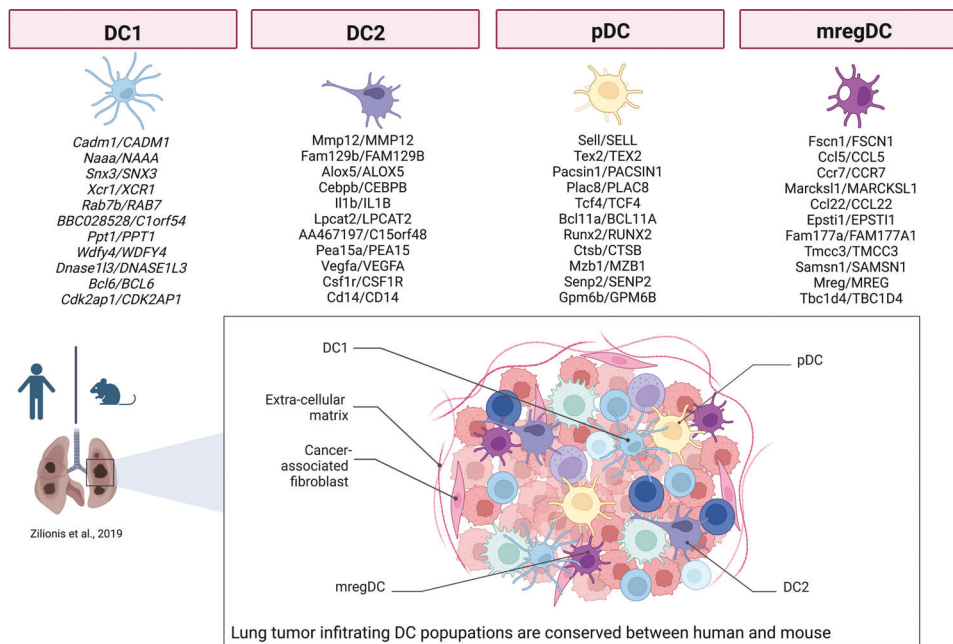 DC1
DC2
pDC
mregDC
Cadm1/CADM1
Naaa/NAAA
Snx3/SNX3
Xcr1/XCR1
Rab7b/RAB7
BBC028528/C1orf54
Ppt1/PPT1
Wdfy4/WDFY4
Dnase1l3/DNASE1L3
Bcl6/BCL6
Cdk2ap1/CDK2AP1
Mmp12/MMP12
Fam129b/FAM129B
Alox5/ALOX5
Cebpb/CEBPB
Il1b/IL1B
Lpcat2/LPCAT2
AA467197/C15orf48
Pea15a/PEA15
Vegfa/VEGFA
Csf1r/CSF1R
Cd14/CD14
Sell/SELL
Tex2/TEX2
Pacsin1/PACSIN1
Plac8/PLAC8
Tcf4/TCF4
Bcl11a/BCL11A
Runx2/RUNX2
Ctsb/CTSB
Mzb1/MZB1
Senp2/SENP2
Gpm6b/GPM6B
Fscn1/FSCN1
Ccl5/CCL5
Ccr7/CCR7
Marcksl1/MARCKSL1
Ccl22/CCL22
Epsti1/EPSTI1
Fam177a/FAM177A1
Tmcc3/TMCC3
Samsn1/SAMSN1
Mreg/MREG
Tbc1d4/TBC1D4
Zilionis et al., 2019
DC1
Extra-cellular
matrix
Cancer-
associated
fibroblast
mregDC
pDC
DC2
Lung tumor infitrating DC popupations are conserved between human and mouse